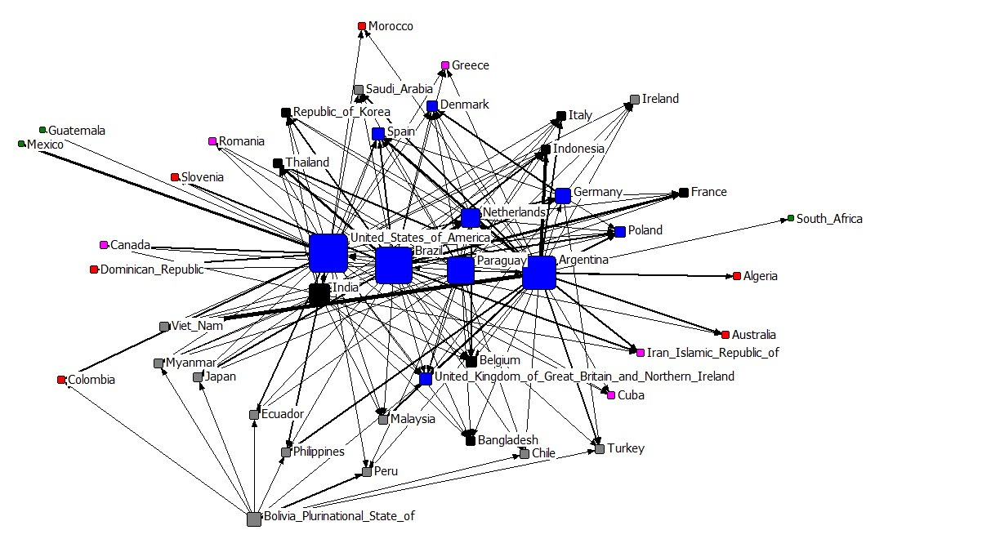 Morocco
Greece
Saudi_Arabia
Ireland
Denmark
Republic_of_Korea
Italy
Guatemala
Spain
Mexico
Romania
Indonesia
Thailand
Slovenia
Germany
France
Netherlands
South_Africa
Poland
United_States_of_America
Canada
Brazil
Paraguay
Argentina
Dominican_Republic
Algeria
India
Viet_Nam
Australia
Iran_Islamic_Republic_of
Belgium
Myanmar
Japan
United_Kingdom_of_Great_Britain_and_Northern_Ireland
Colombia
Cuba
Ecuador
Malaysia
Bangladesh
Turkey
Philippines
Chile
Peru
Bolivia_Plurinational_State_of